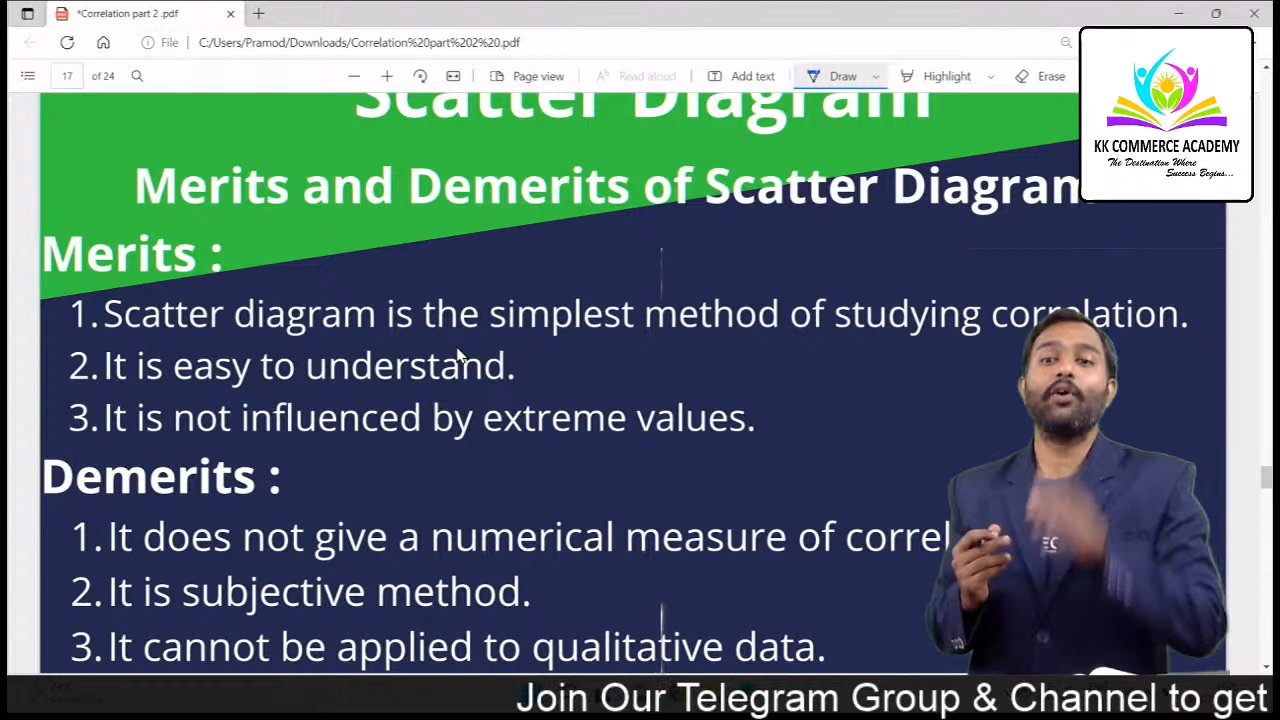 *Correlation part 2 .pdf
File
C:/Users/Pramod/Downloads/Correlation%20part%202%20.pdf
17 of 24
Page view
Read aloud
Add text
Draw
Highlight
Erase
KK COMMERCE ACADEMY
The Destination Where
Success Begins...
Scatter Diagram
Merits and Demerits of Scatter Diagram
Merits :
1. Scatter diagram is the simplest method of studying correlation.
2. It is easy to understand.
3. It is not influenced by extreme values.
Demerits :
1. It does not give a numerical measure of correl
2. It is subjective method.
3. It cannot be applied to qualitative data.
Join Our Telegram Group & Channel to get